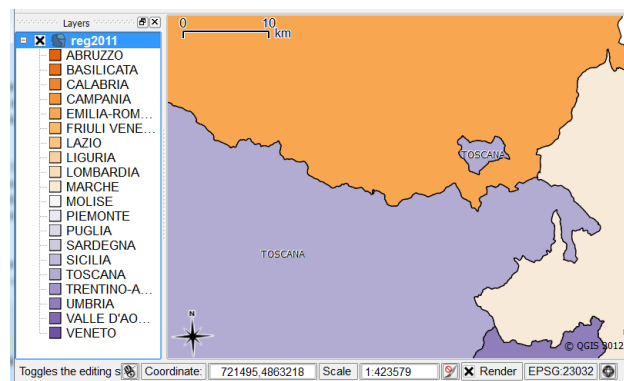 Layers
reg2011
ABRUZZO
BASILICATA
CALABRIA
CAMPANIA
EMILIA-ROM...
FRIULI VENE...
LAZIO
LIGURIA
LOMBARDIA
MARCHE
MOLISE
PIEMONTE
PUGLIA
SARDEGNA
SICILIA
TOSCANA
TRENTINO-A...
UMBRIA
VALLE D'AO...
VENETO
0 10
km
TOSCANA
TOSCANA
N
© QGIS 2012
Toggles the editing s Coordinate: 721495,4863218 Scale 1:423579 Render EPSG:23032